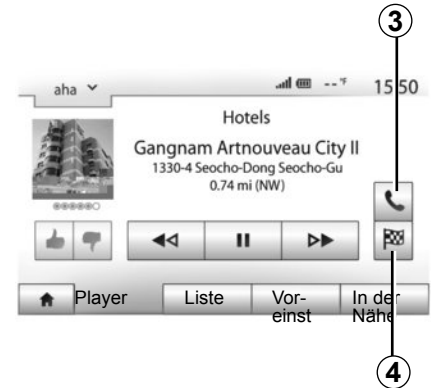 3
aha
--°F 15:50
Hotels
Gangnam Artnouveau City II
1330-4 Seocho-Dong Seocho-Gu
0.74 mi (NW)
Player
Liste
Vor-
einst
In der
Nähe
4